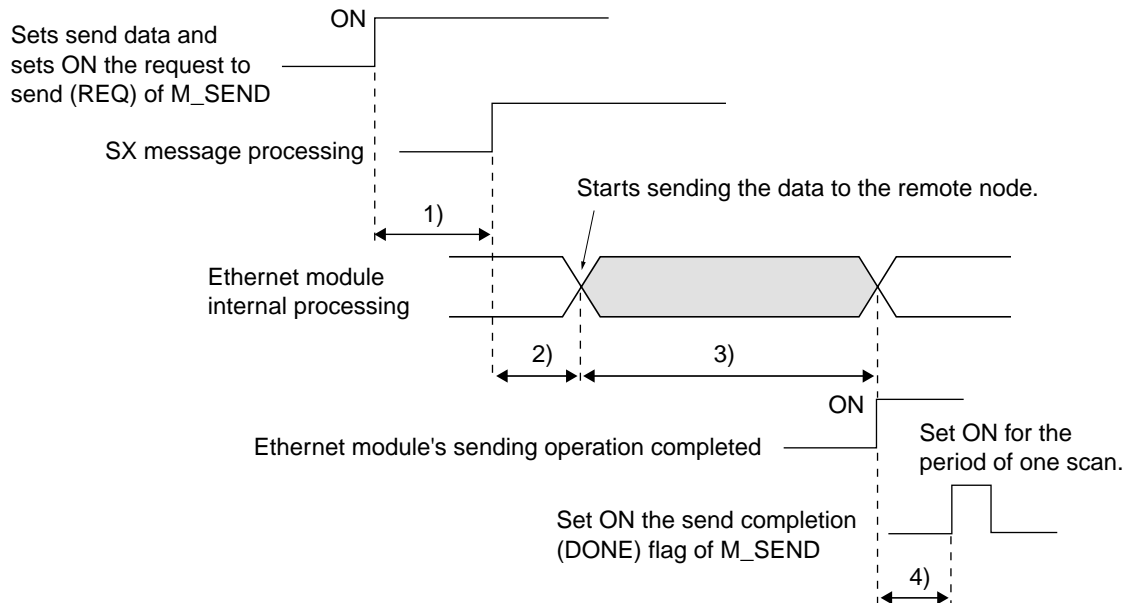 ON
Sets send data and
sets ON the request to
send (REQ) of M_SEND
SX message processing
Starts sending the data to the remote node.
1)
Ethernet module
internal processing
2)
3)
ON
Ethernet module's sending operation completed
Set ON for the
period of one scan.
Set ON the send completion
(DONE) flag of M_SEND
4)